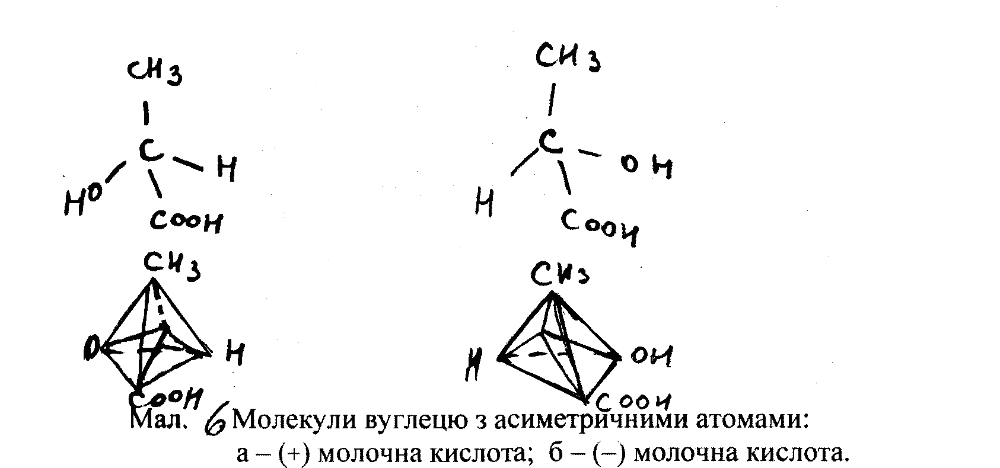 CH3 CH3
C C
HO H H OH
COOH COOH
CH3 CH3
O H H OH
COOH COOH
Мал. 6 Молекули вуглецю з асиметричними атомами:
а – (+) молочна кислота; б – (–) молочна кислота.